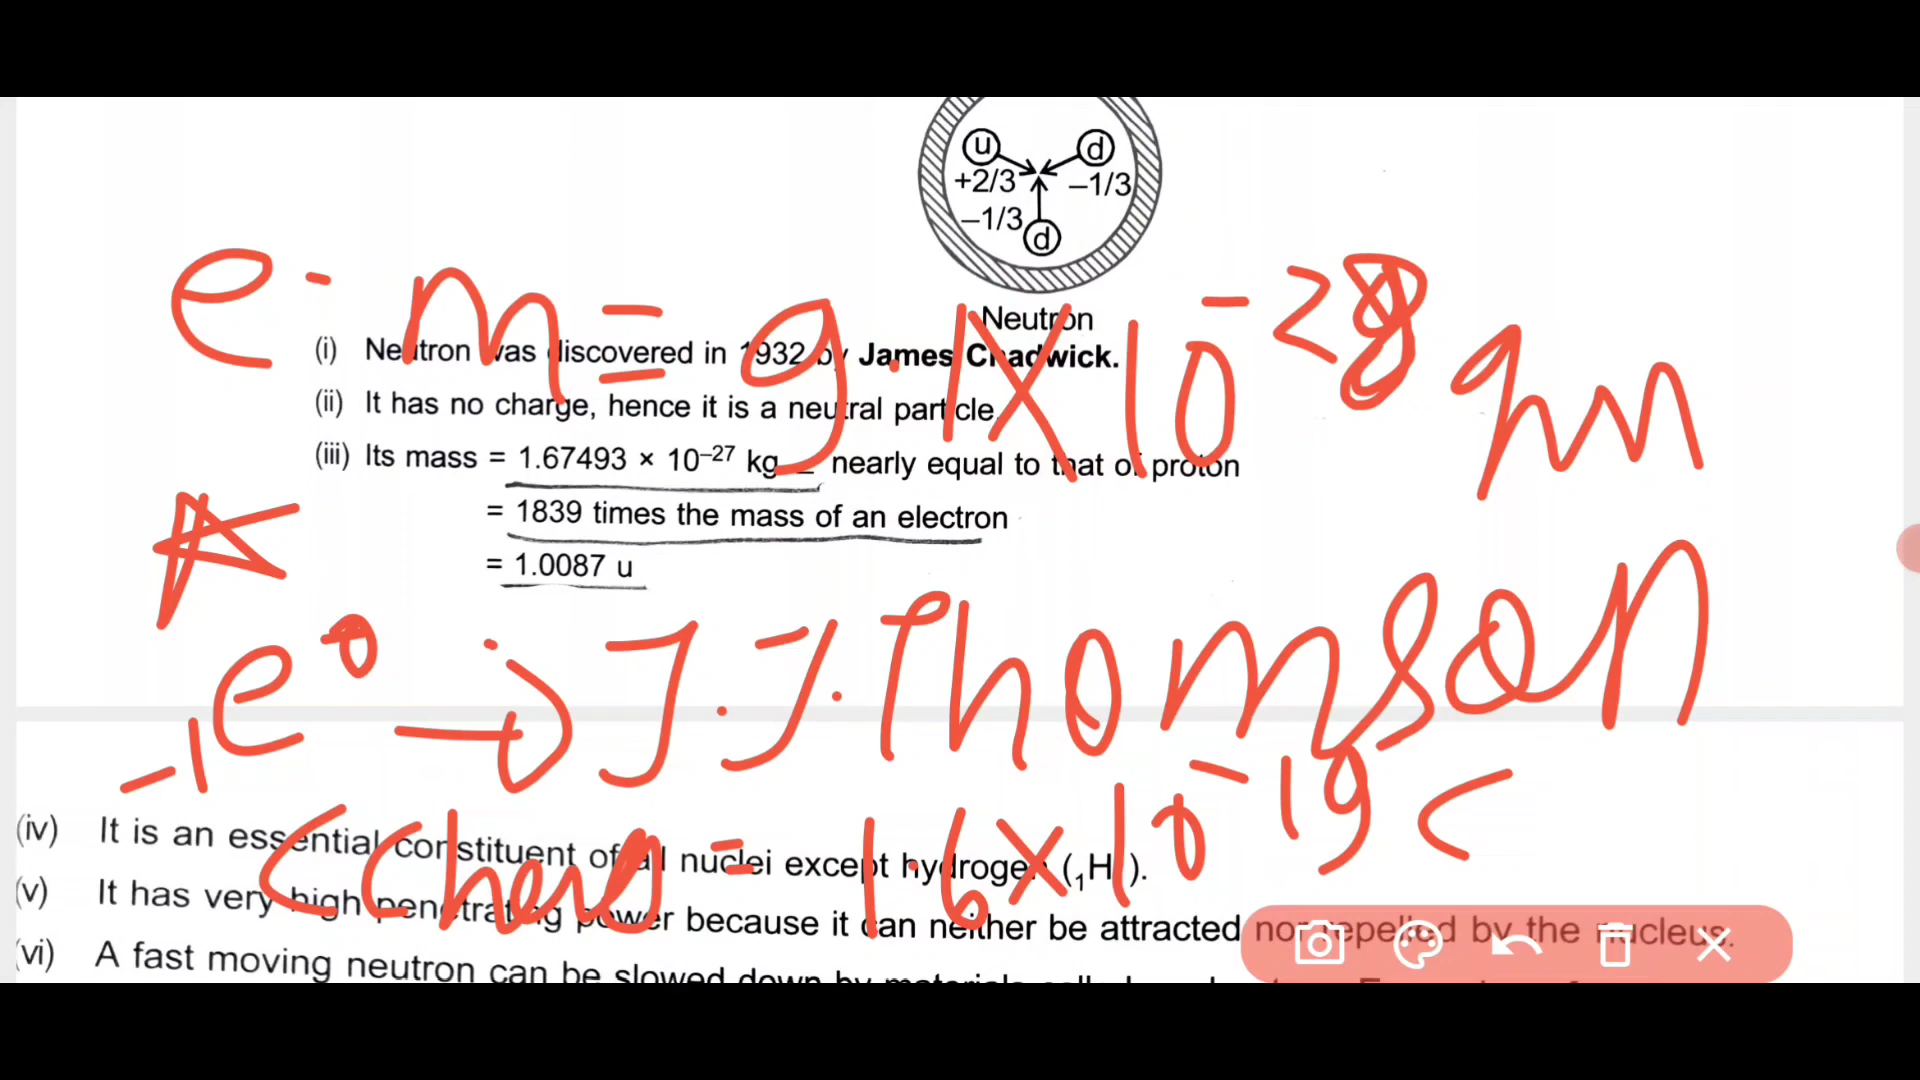 u d
+2/3 –1/3
–1/3
d
Neutron
e - m = 9.1×10⁻²⁸ gm
(i) Neutron was discovered in 1932 by James Chadwick.
(ii) It has no charge, hence it is a neutral particle.
(iii) Its mass = 1.67493 × 10⁻²⁷ kg nearly equal to that of proton
= 1839 times the mass of an electron
= 1.0087 u
₋₁e⁰ → J.J.Thomson
= 1.6×10⁻¹⁹ C
(iv) It is an essential constituent of all nuclei except hydrogen (₁H¹).
(v) It has very high penetrating power because it can neither be attracted nor repelled by the nucleus.
(vi) A fast moving neutron can be slowed down by materials called